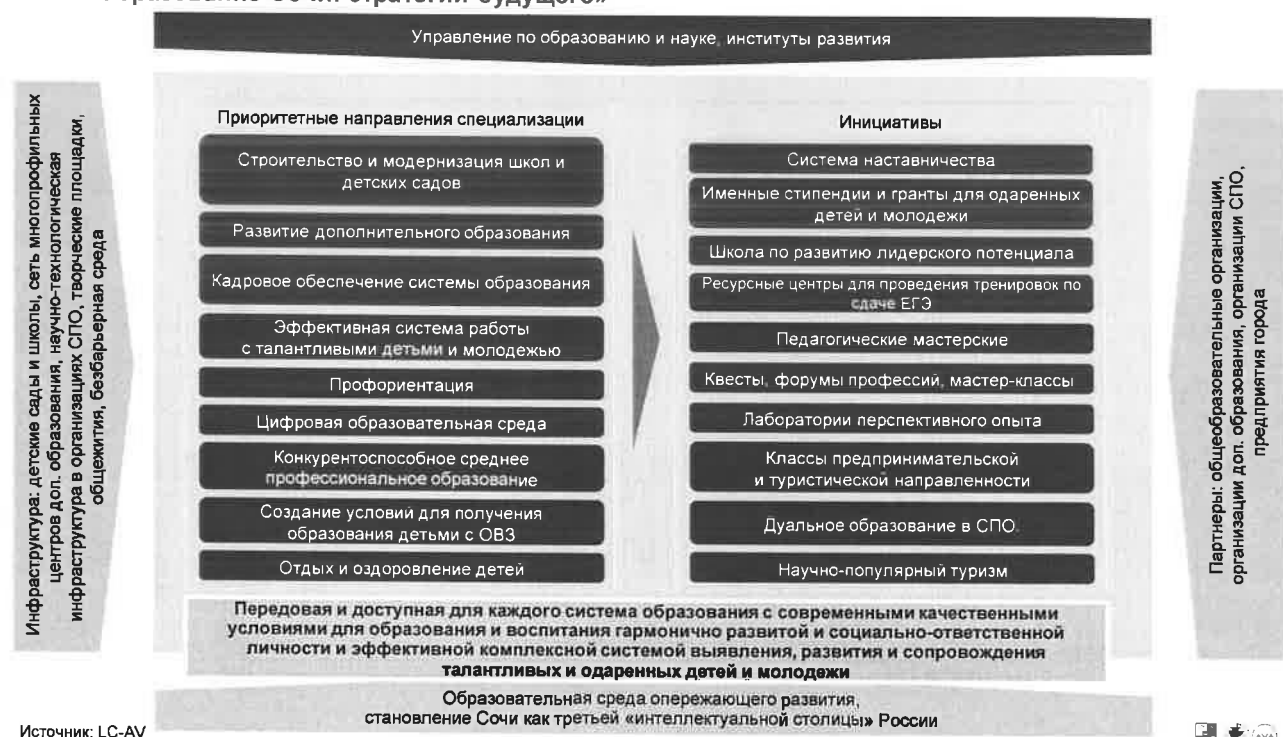 Управление по образованию и науке, институты развития
Инфраструктура: детские сады и школы, сеть многопрофильных
центров доп. образования, научно-технологическая
инфраструктура в организациях СПО, творческие площадки,
общежития, безбарьерная среда
Приоритетные направления специализации
Строительство и модернизация школ и
детских садов
Развитие дополнительного образования
Кадровое обеспечение системы образования
Эффективная система работы
с талантливыми детьми и молодежью
Профориентация
Цифровая образовательная среда
Конкурентоспособное среднее
профессиональное образование
Создание условий для получения
образования детьми с ОВЗ
Отдых и оздоровление детей
Инициативы
Система наставничества
Именные стипендии и гранты для одаренных
детей и молодежи
Школа по развитию лидерского потенциала
Ресурсные центры для проведения тренировок по
сдаче ЕГЭ
Педагогические мастерские
Квесты, форумы профессий, мастер-классы
Лаборатории перспективного опыта
Классы предпринимательской
и туристической направленности
Дуальное образование в СПО
Научно-популярный туризм
Партнеры: общеобразовательные организации,
организации доп. образования, организации СПО,
предприятия города
Передовая и доступная для каждого система образования с современными качественными
условиями для образования и воспитания гармонично развитой и социально-ответственной
личности и эффективной комплексной системой выявления, развития и сопровождения
талантливых и одаренных детей и молодежи
Образовательная среда опережающего развития,
становление Сочи как третьей «интеллектуальной столицы» России
Источник: LC-AV